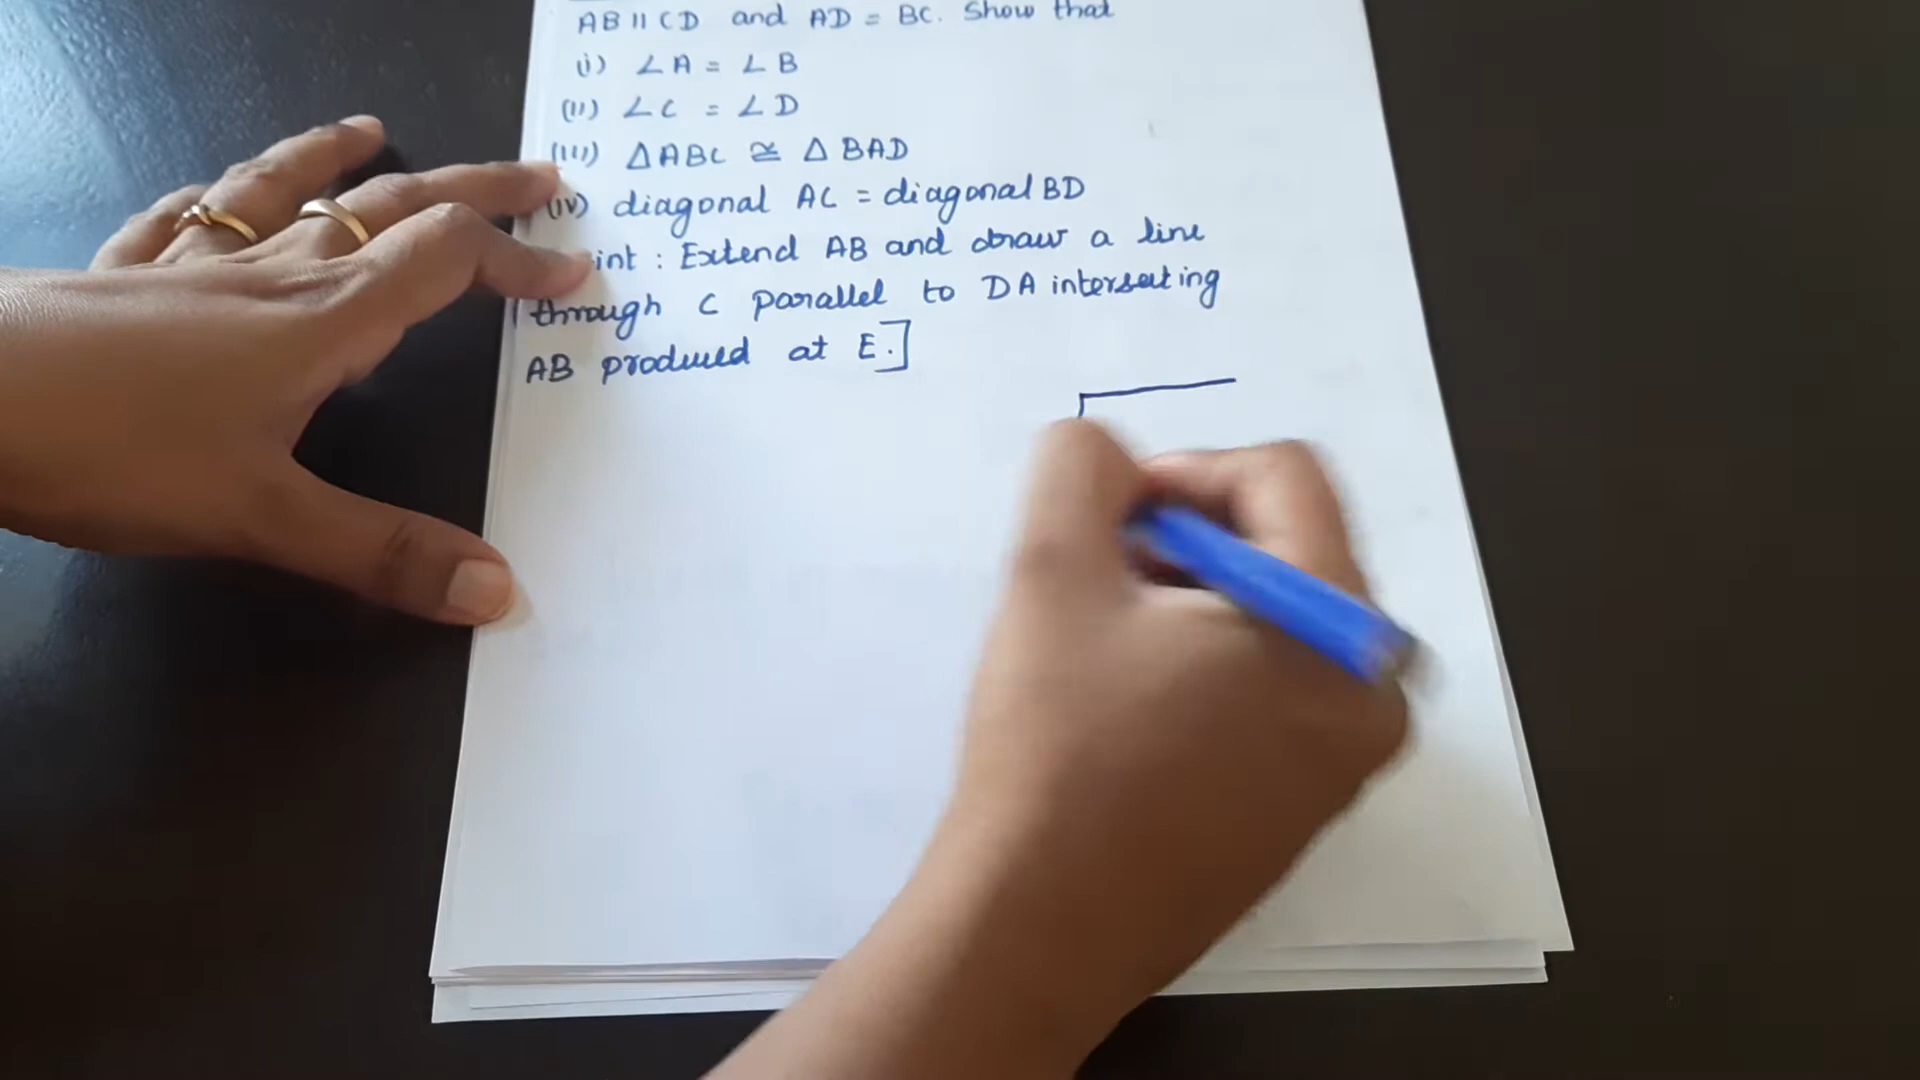 AB || CD and AD = BC. Show that
(i) ∠A = ∠B
(ii) ∠C = ∠D
(iii) △ABC ≅ △BAD
(iv) diagonal AC = diagonal BD
int : Extend AB and draw a line
through C parallel to DA interseting
AB produced at E.]